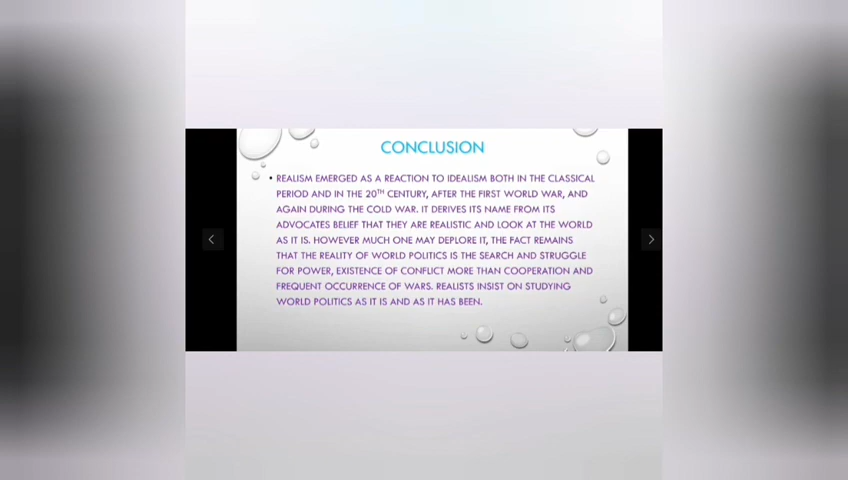 CONCLUSION
• REALISM EMERGED AS A REACTION TO IDEALISM BOTH IN THE CLASSICAL
PERIOD AND IN THE 20TH CENTURY, AFTER THE FIRST WORLD WAR, AND
AGAIN DURING THE COLD WAR. IT DERIVES ITS NAME FROM ITS
ADVOCATES BELIEF THAT THEY ARE REALISTIC AND LOOK AT THE WORLD
AS IT IS. HOWEVER MUCH ONE MAY DEPLORE IT, THE FACT REMAINS
THAT THE REALITY OF WORLD POLITICS IS THE SEARCH AND STRUGGLE
FOR POWER, EXISTENCE OF CONFLICT MORE THAN COOPERATION AND
FREQUENT OCCURRENCE OF WARS. REALISTS INSIST ON STUDYING
WORLD POLITICS AS IT IS AND AS IT HAS BEEN.